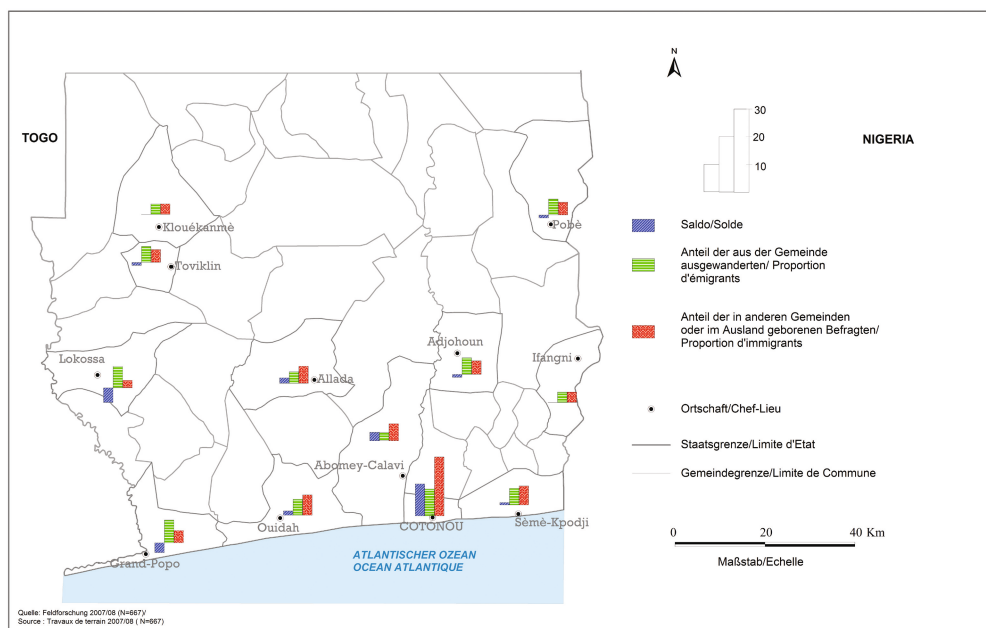 N
TOGO
NIGERIA
30
20
10
Klouékanmè
Pobè
Toviklin
Saldo/Solde
Anteil der aus der Gemeinde
ausgewanderten/ Proportion
d'émigrants
Anteil der in anderen Gemeinden
oder im Ausland geborenen Befragten/
Proportion d'immigrants
Adjohoun
Ifangni
Lokossa
Allada
Ortschaft/Chef-Lieu
Staatsgrenze/Limite d'Etat
Gemeindegrenze/Limite de Commune
Abomey-Calavi
Ouidah
COTONOU
Sèmè-Kpodji
Grand-Popo
0 20 40 Km
Maßstab/Echelle
ATLANTISCHER OZEAN
OCEAN ATLANTIQUE
Quelle: Feldforschung 2007/08 (N=667)/
Source : Travaux de terrain 2007/08 ( N=667)